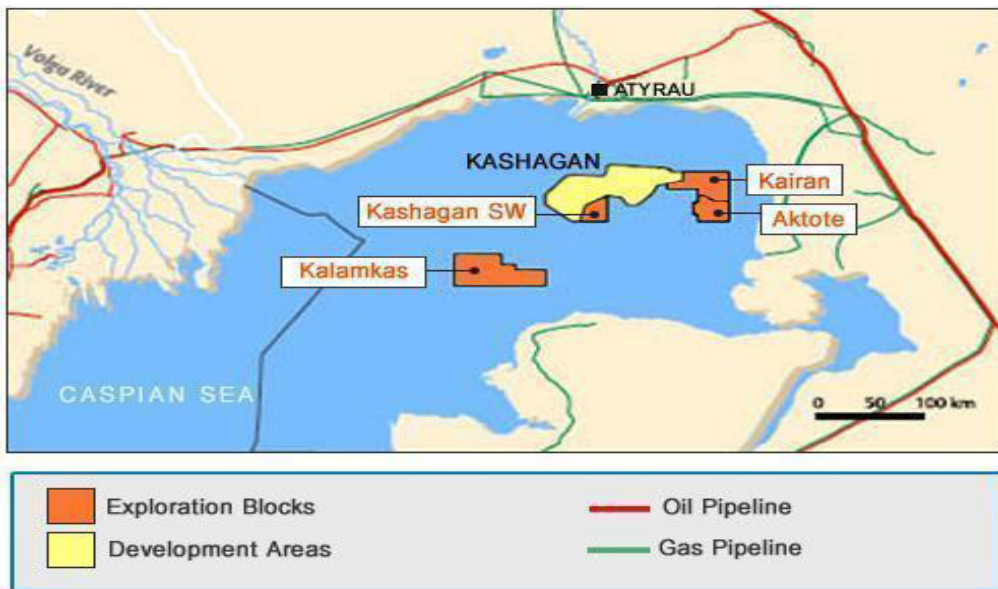 Volga River
ATYRAU
KASHAGAN
Kairan
Kashagan SW
Aktote
Kalamkas
CASPIAN SEA
0 50 100 km
Exploration Blocks
Oil Pipeline
Development Areas
Gas Pipeline